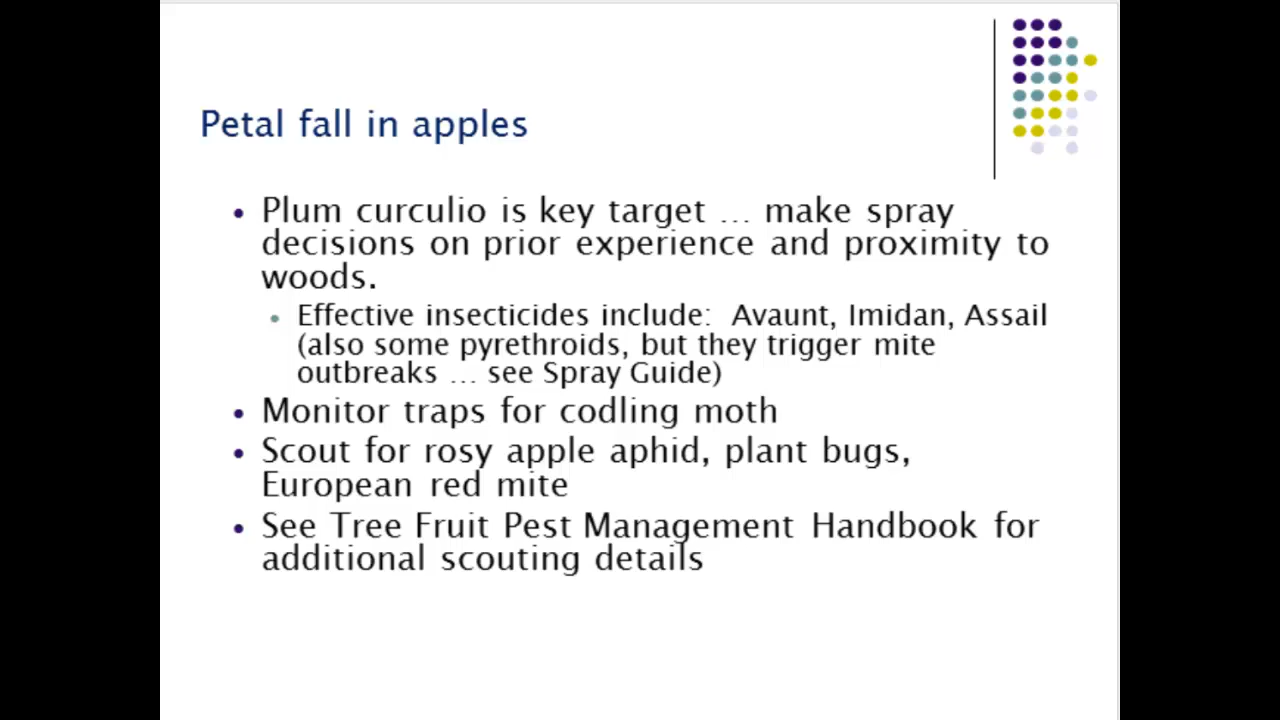 Petal fall in apples
• Plum curculio is key target … make spray
decisions on prior experience and proximity to
woods.
• Effective insecticides include: Avaunt, Imidan, Assail
(also some pyrethroids, but they trigger mite
outbreaks … see Spray Guide)
• Monitor traps for codling moth
• Scout for rosy apple aphid, plant bugs,
European red mite
• See Tree Fruit Pest Management Handbook for
additional scouting details